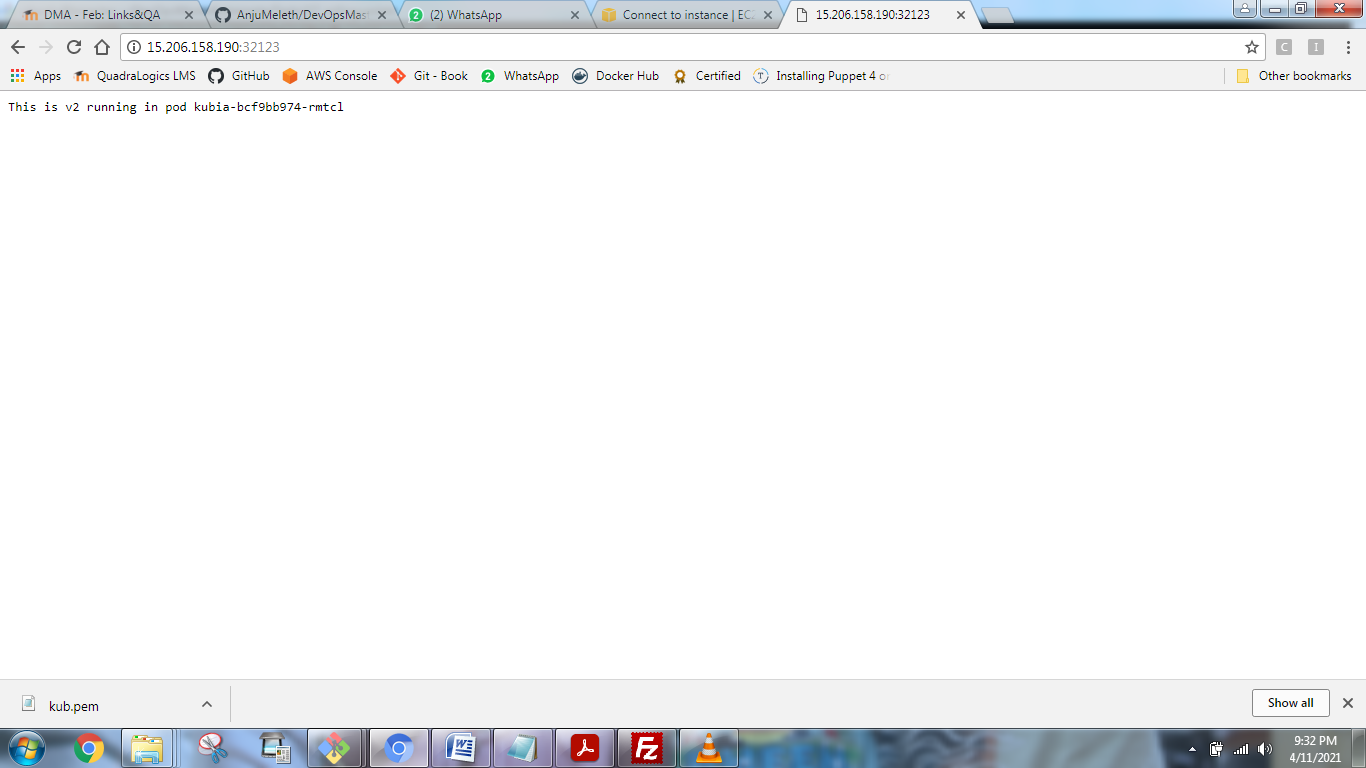 DMA - Feb: Links&QA
AnjuMeleth/DevOpsMas
(2) WhatsApp
Connect to instance | EC2
15.206.158.190:32123
15.206.158.190:32123
C
I
Apps
QuadraLogics LMS
GitHub
AWS Console
Git - Book
2
WhatsApp
Docker Hub
Certified
T
Installing Puppet 4 o
Other bookmarks
This is v2 running in pod kubia-bcf9bb974-rmtcl
kub.pem
Show all
W
Fz
9:32 PM
4/11/2021